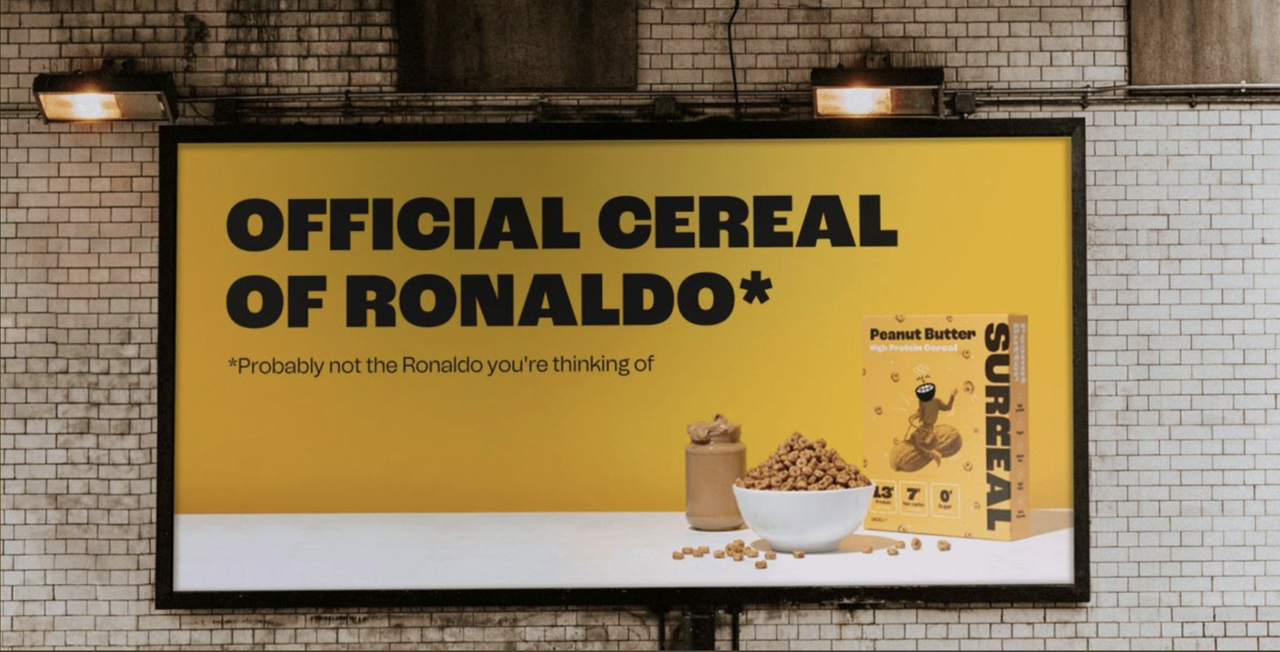 OFFICIAL CEREAL
OF RONALDO*
*Probably not the Ronaldo you're thinking of
Peanut Butter
High Protein Cereal
SURREAL
13g 7g 0g
Sugar